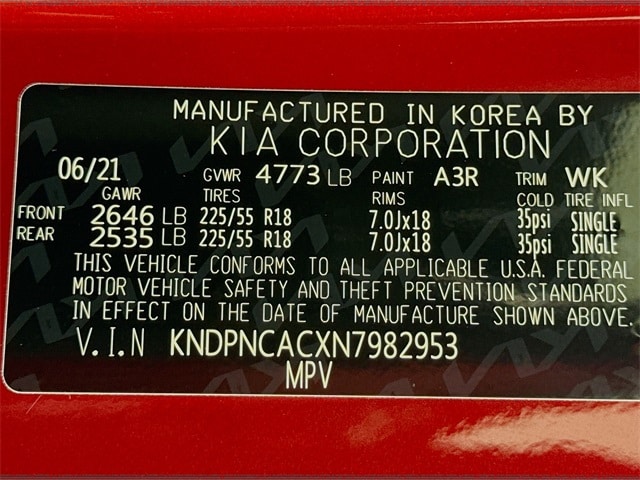 MANUFACTURED IN KOREA BY
KIA CORPORATION
06/21 GVWR 4773 LB PAINT A3R TRIM WK
GAWR TIRES RIMS COLD TIRE INFL
FRONT 2646 LB 225/55 R18 7.0Jx18 35psi SINGLE
REAR 2535 LB 225/55 R18 7.0Jx18 35psi SINGLE
THIS VEHICLE CONFORMS TO ALL APPLICABLE U.S.A. FEDERAL
MOTOR VEHICLE SAFETY AND THEFT PREVENTION STANDARDS
IN EFFECT ON THE DATE OF MANUFACTURE SHOWN ABOVE.
V.I.N KNDPNCACXN7982953
MPV